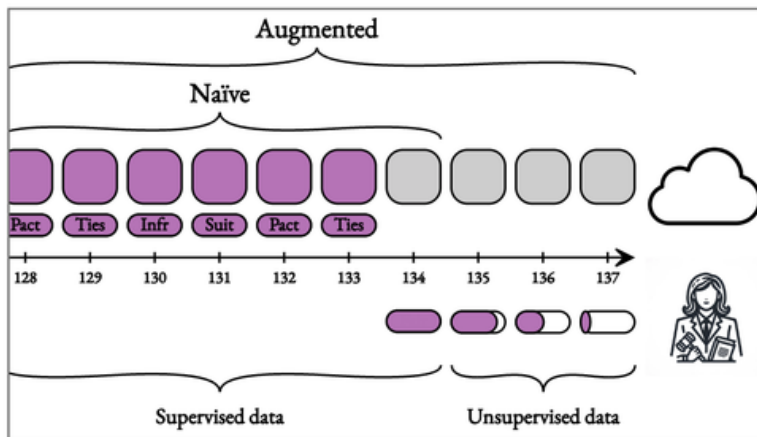 Augmented
Naïve
Pact Ties Infr Suit Pact Ties
128 129 130 131 132 133 134 135 136 137
Supervised data Unsupervised data